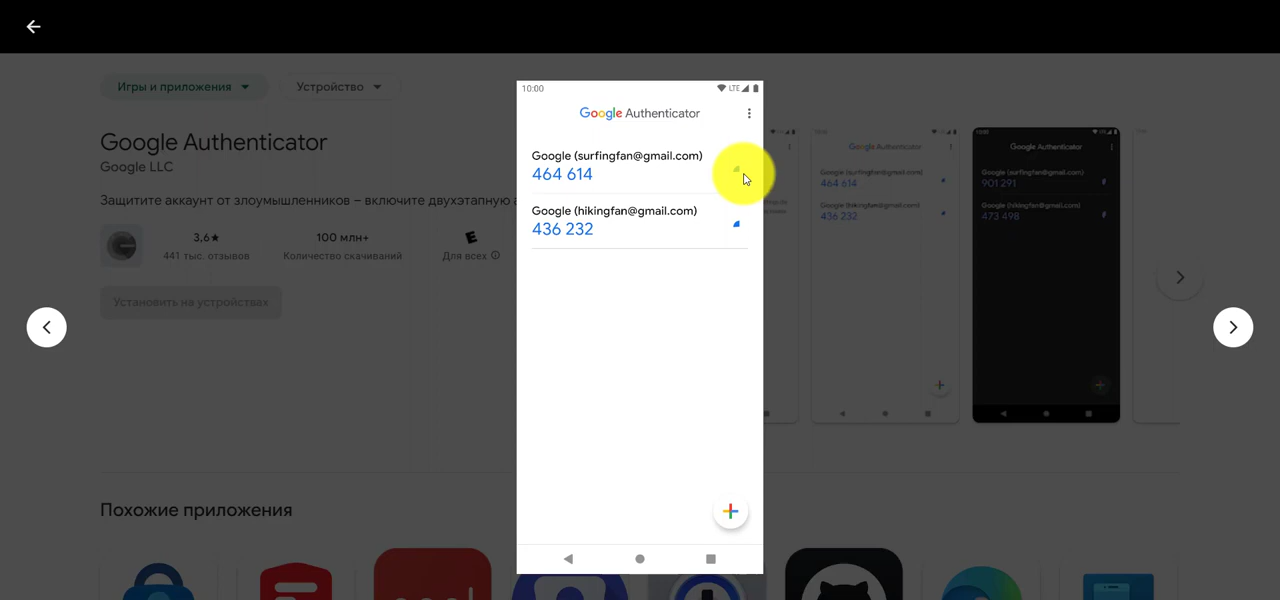 Игры и приложения
Устройство
Google Authenticator
Google LLC
Защитите аккаунт от злоумышленников – включите двухэтапную а
3,6★
441 тыс. отзывов
100 млн+
Количество скачиваний
Для всех
Установить на устройствах
10:00
LTE
Google Authenticator
Google (surfingfan@gmail.com)
464 614
Google (hikingfan@gmail.com)
436 232
Google Authenticator
Google (surfingfan@gmail.com)
464 614
Google (hikingfan@gmail.com)
436 232
Google Authenticator
Google (surfingfan@gmail.com)
901 291
Google (hikingfan@gmail.com)
473 498
Похожие приложения